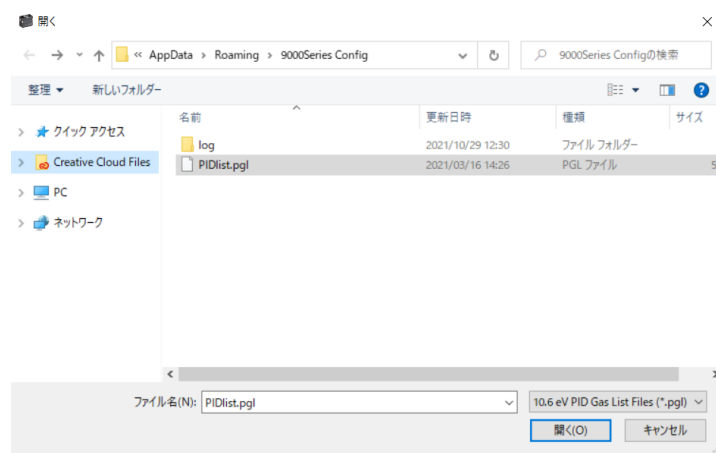 開く
« AppData › Roaming › 9000Series Config
9000Series Configの検索
整理 新しいフォルダー
名前 更新日時 種類 サイズ
クイック アクセス
Creative Cloud Files
PC
ネットワーク
log 2021/10/29 12:30 ファイル フォルダー
PIDlist.pgl 2021/03/16 14:26 PGL ファイル 5
ファイル名(N): PIDlist.pgl 10.6 eV PID Gas List Files (*.pgl)
開く(O) キャンセル